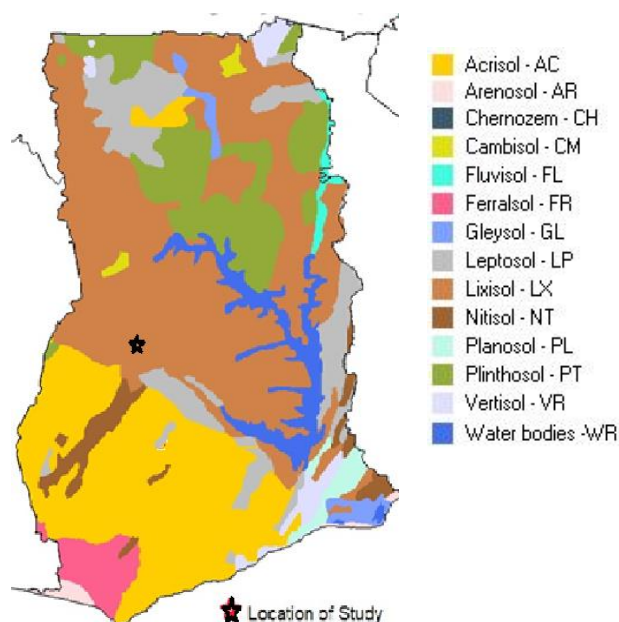 Acrisol - AC
Arenosol - AR
Chernozem - CH
Cambisol - CM
Fluvisol - FL
Ferralsol - FR
Gleysol - GL
Leptosol - LP
Lixisol - LX
Nitisol - NT
Planosol - PL
Plinthosol - PT
Vertisol - VR
Water bodies -WR
Location of Study